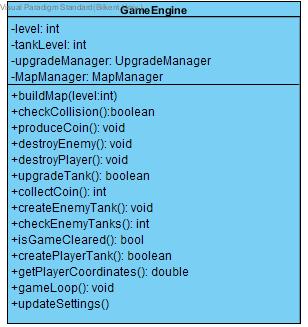 Visual Paradigm Standard(Bilkent
GameEngine
-level: int
-tankLevel: int
-upgradeManager: UpgradeManager
-MapManager: MapManager
+buildMap(level:int)
+checkCollision():boolean
+produceCoin(): void
+destroyEnemy(): void
+destroyPlayer(): void
+upgradeTank(): boolean
+collectCoin(): int
+createEnemyTank(): void
+checkEnemyTanks(): int
+isGameCleared(): bool
+createPlayerTank(): boolean
+getPlayerCoordinates(): double
+gameLoop(): void
+updateSettings()